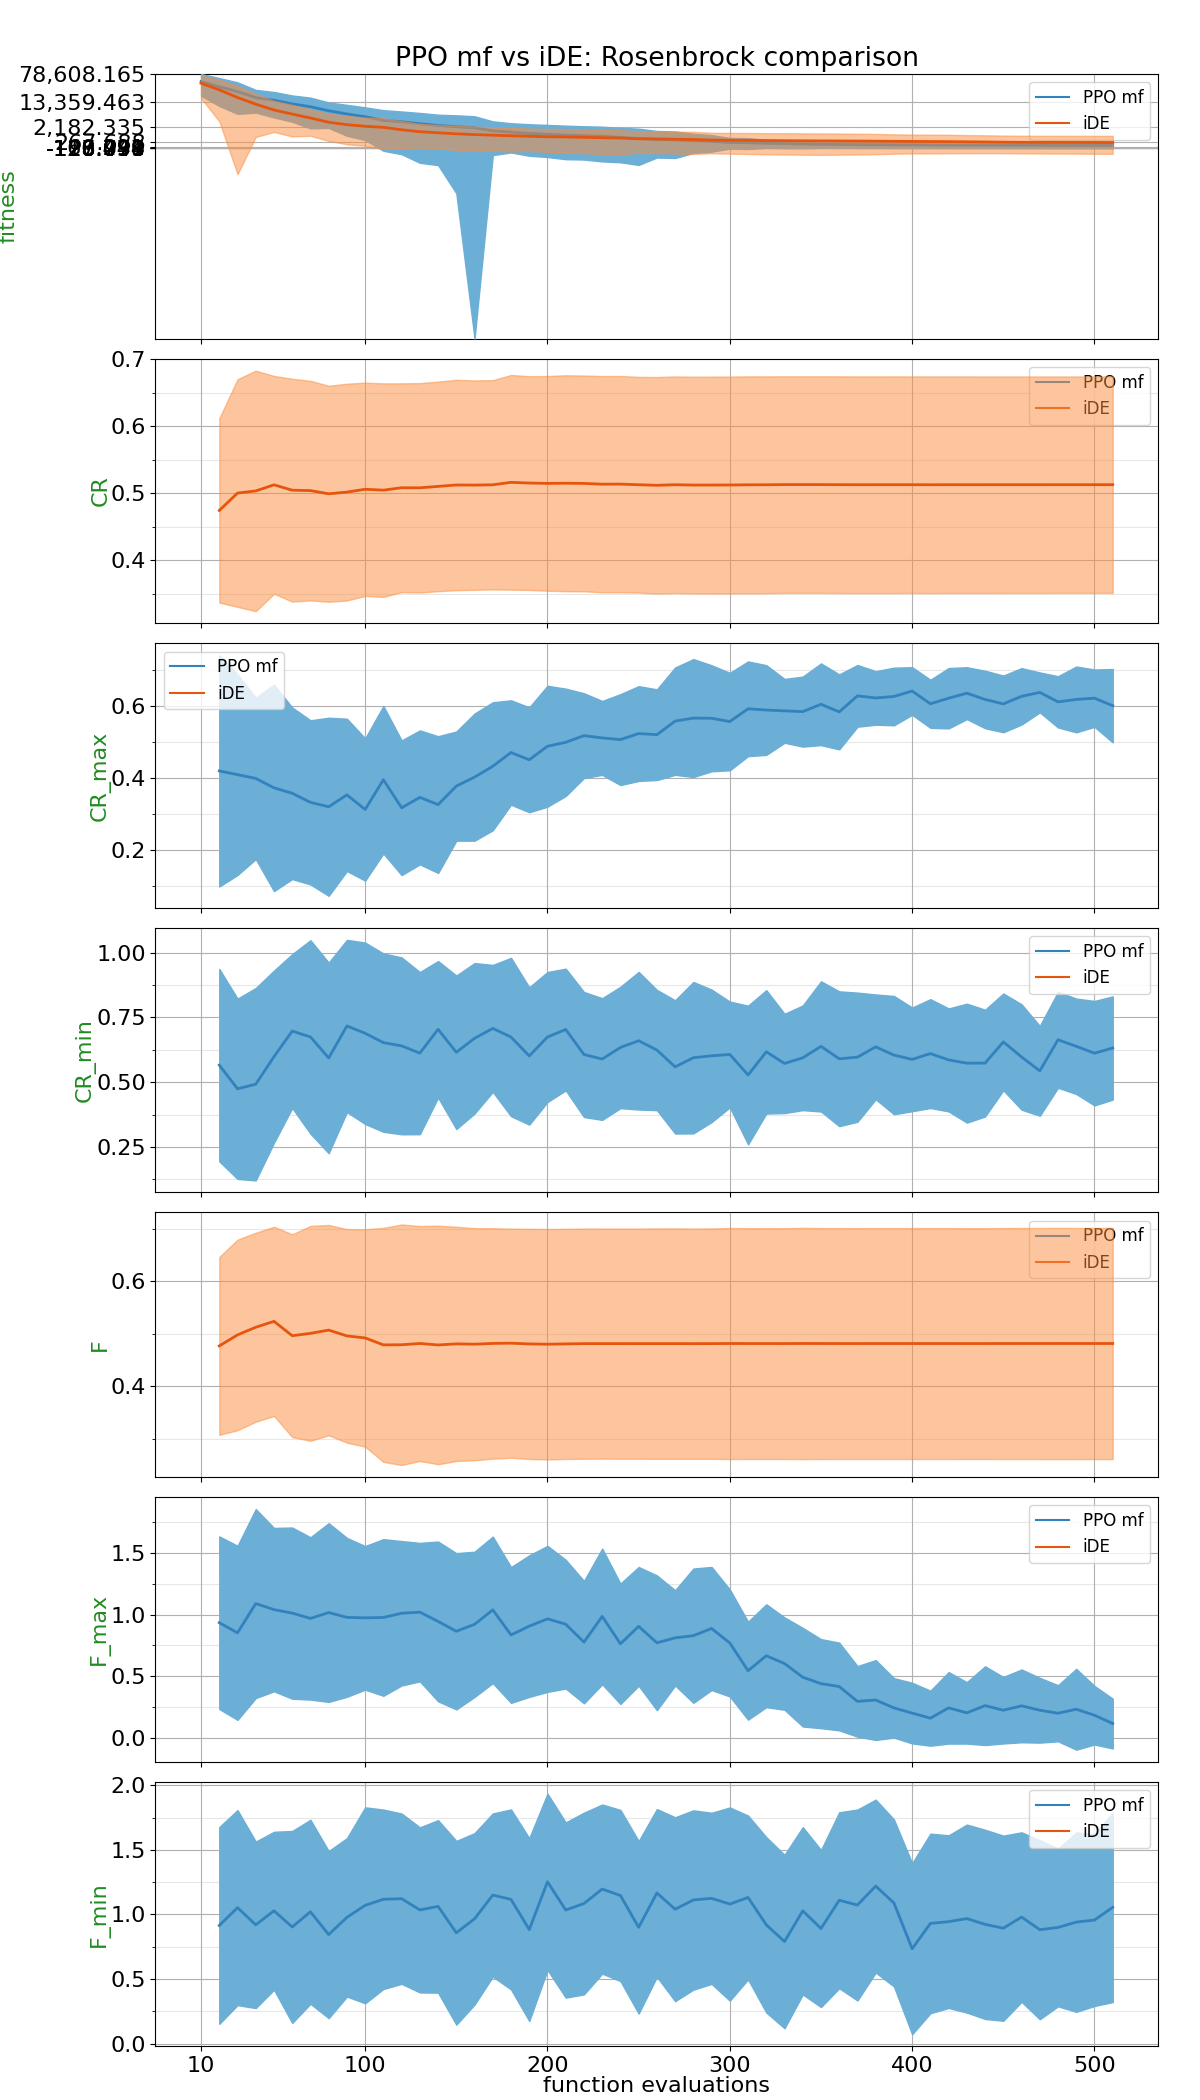 PPO mf vs iDE: Rosenbrock comparison
78,608.165
13,359.463
2,182.335
fitness
PPO mf
iDE
0.7
0.6
0.5
0.4
CR
PPO mf
iDE
0.6
0.4
0.2
CR_max
PPO mf
iDE
1.00
0.75
0.50
0.25
CR_min
PPO mf
iDE
0.6
0.4
F
PPO mf
iDE
1.5
1.0
0.5
0.0
F_max
PPO mf
iDE
2.0
1.5
1.0
0.5
0.0
F_min
PPO mf
iDE
10 100 200 300 400 500
function evaluations